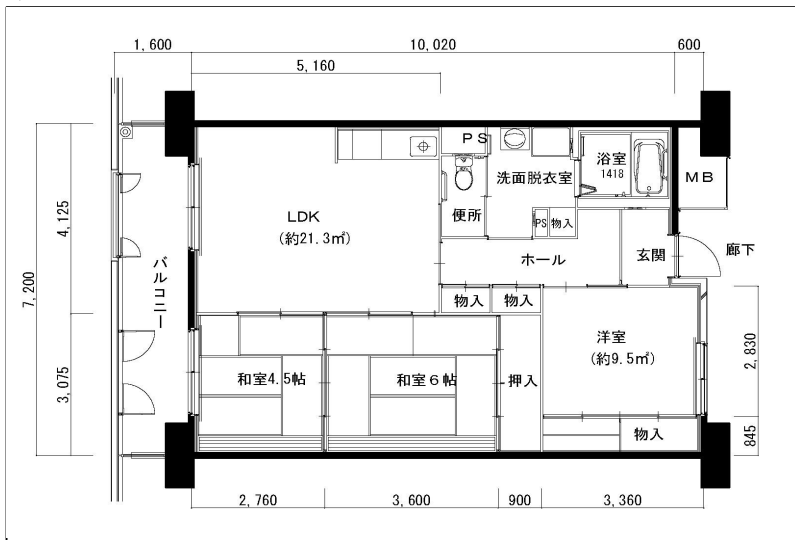 1,600
10,020
600
5,160
PS
浴室
1418
MB
洗面脱衣室
便所
PS
物入
LDK
(約21.3㎡)
ホール
玄関
廊下
バルコニー
4,125
7,200
3,075
物入
物入
洋室
(約9.5㎡)
2,830
和室4.5帖
和室6帖
押入
物入
845
2,760
3,600
900
3,360